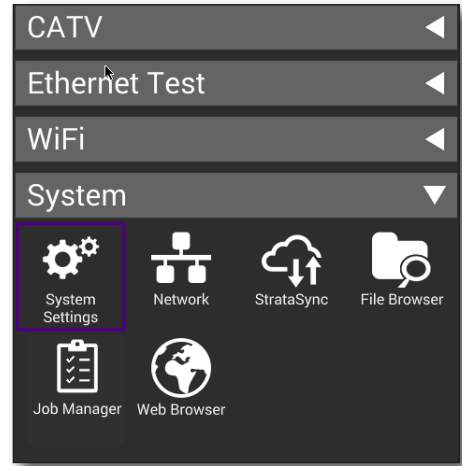 CATV
Ethernet Test
WiFi
System
System
Settings
Network
StrataSync
File Browser
Job Manager
Web Browser